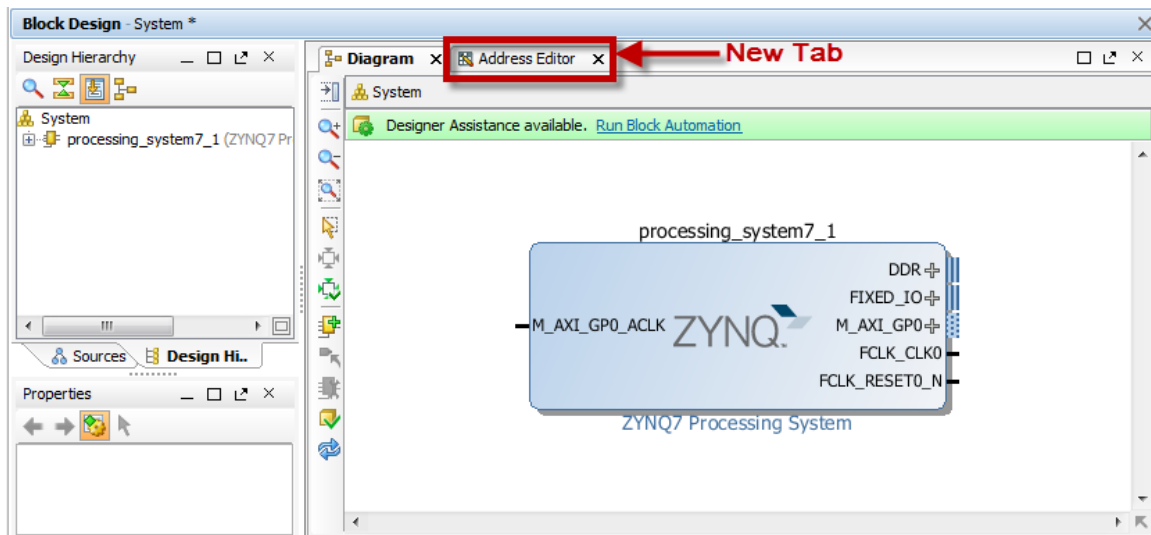 Block Design - System *
Design Hierarchy
System
processing_system7_1 (ZYNQ7 Pr
Sources
Design Hi..
Properties
Diagram
Address Editor
New Tab
System
Designer Assistance available. Run Block Automation
processing_system7_1
DDR
FIXED_IO
M_AXI_GP0_ACLK
ZYNQ
M_AXI_GP0
FCLK_CLK0
FCLK_RESET0_N
ZYNQ7 Processing System